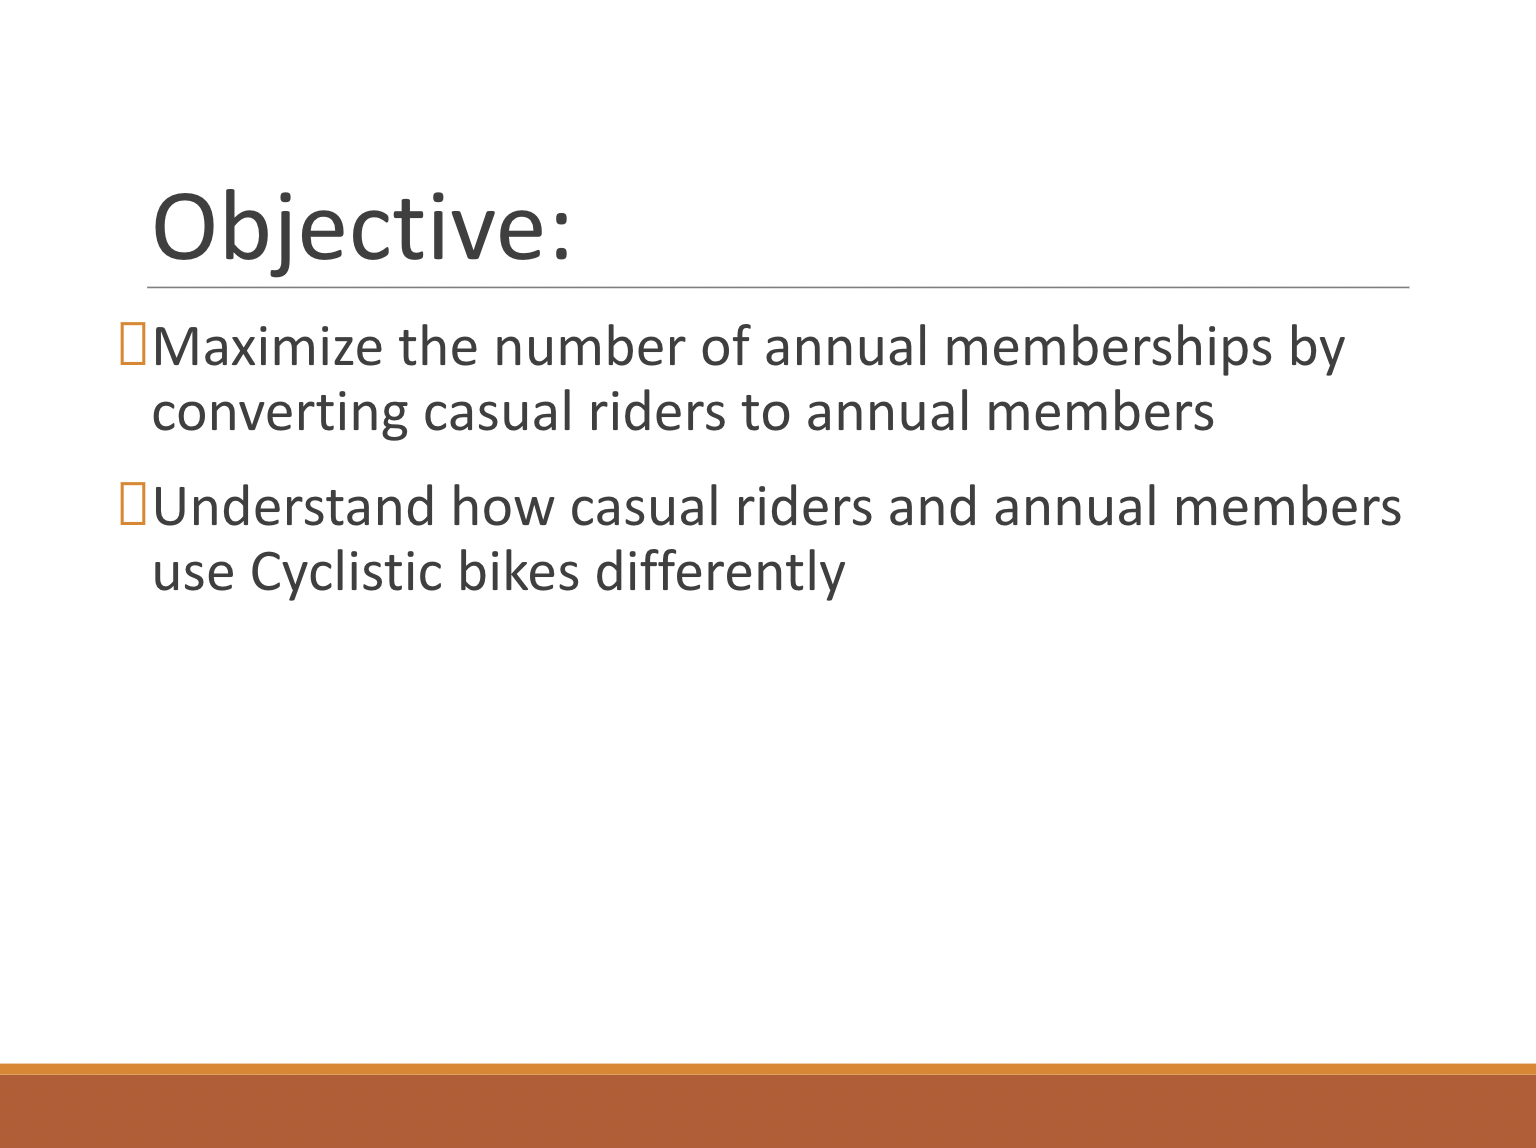 Objective:
Maximize the number of annual memberships by
converting casual riders to annual members
Understand how casual riders and annual members
use Cyclistic bikes differently